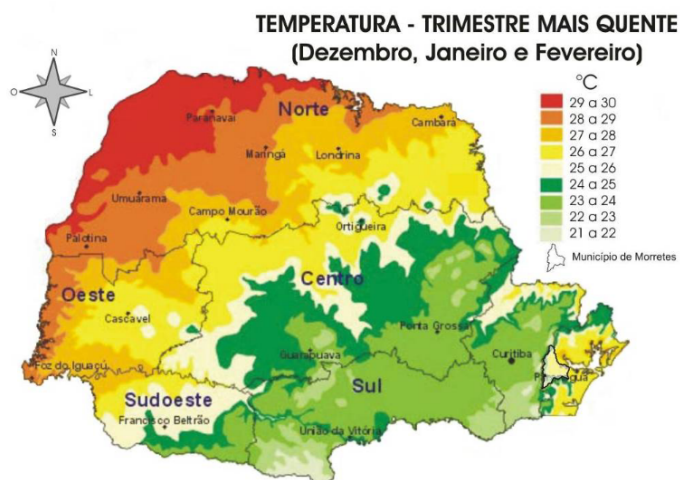 TEMPERATURA - TRIMESTRE MAIS QUENTE
(Dezembro, Janeiro e Fevereiro)
N
O
L
S
°C
29 a 30
28 a 29
27 a 28
26 a 27
25 a 26
24 a 25
23 a 24
22 a 23
21 a 22
Município de Morretes
Norte
Paranavaí
Cambará
Maringá
Londrina
Umuarama
Campo Mourão
Ortigueira
Palotina
Centro
Oeste
Cascavel
Ponta Grossa
Guarapuava
Curitiba
Foz do Iguaçú
Sul
Sudoeste
Francisco Beltrão
União da Vitória